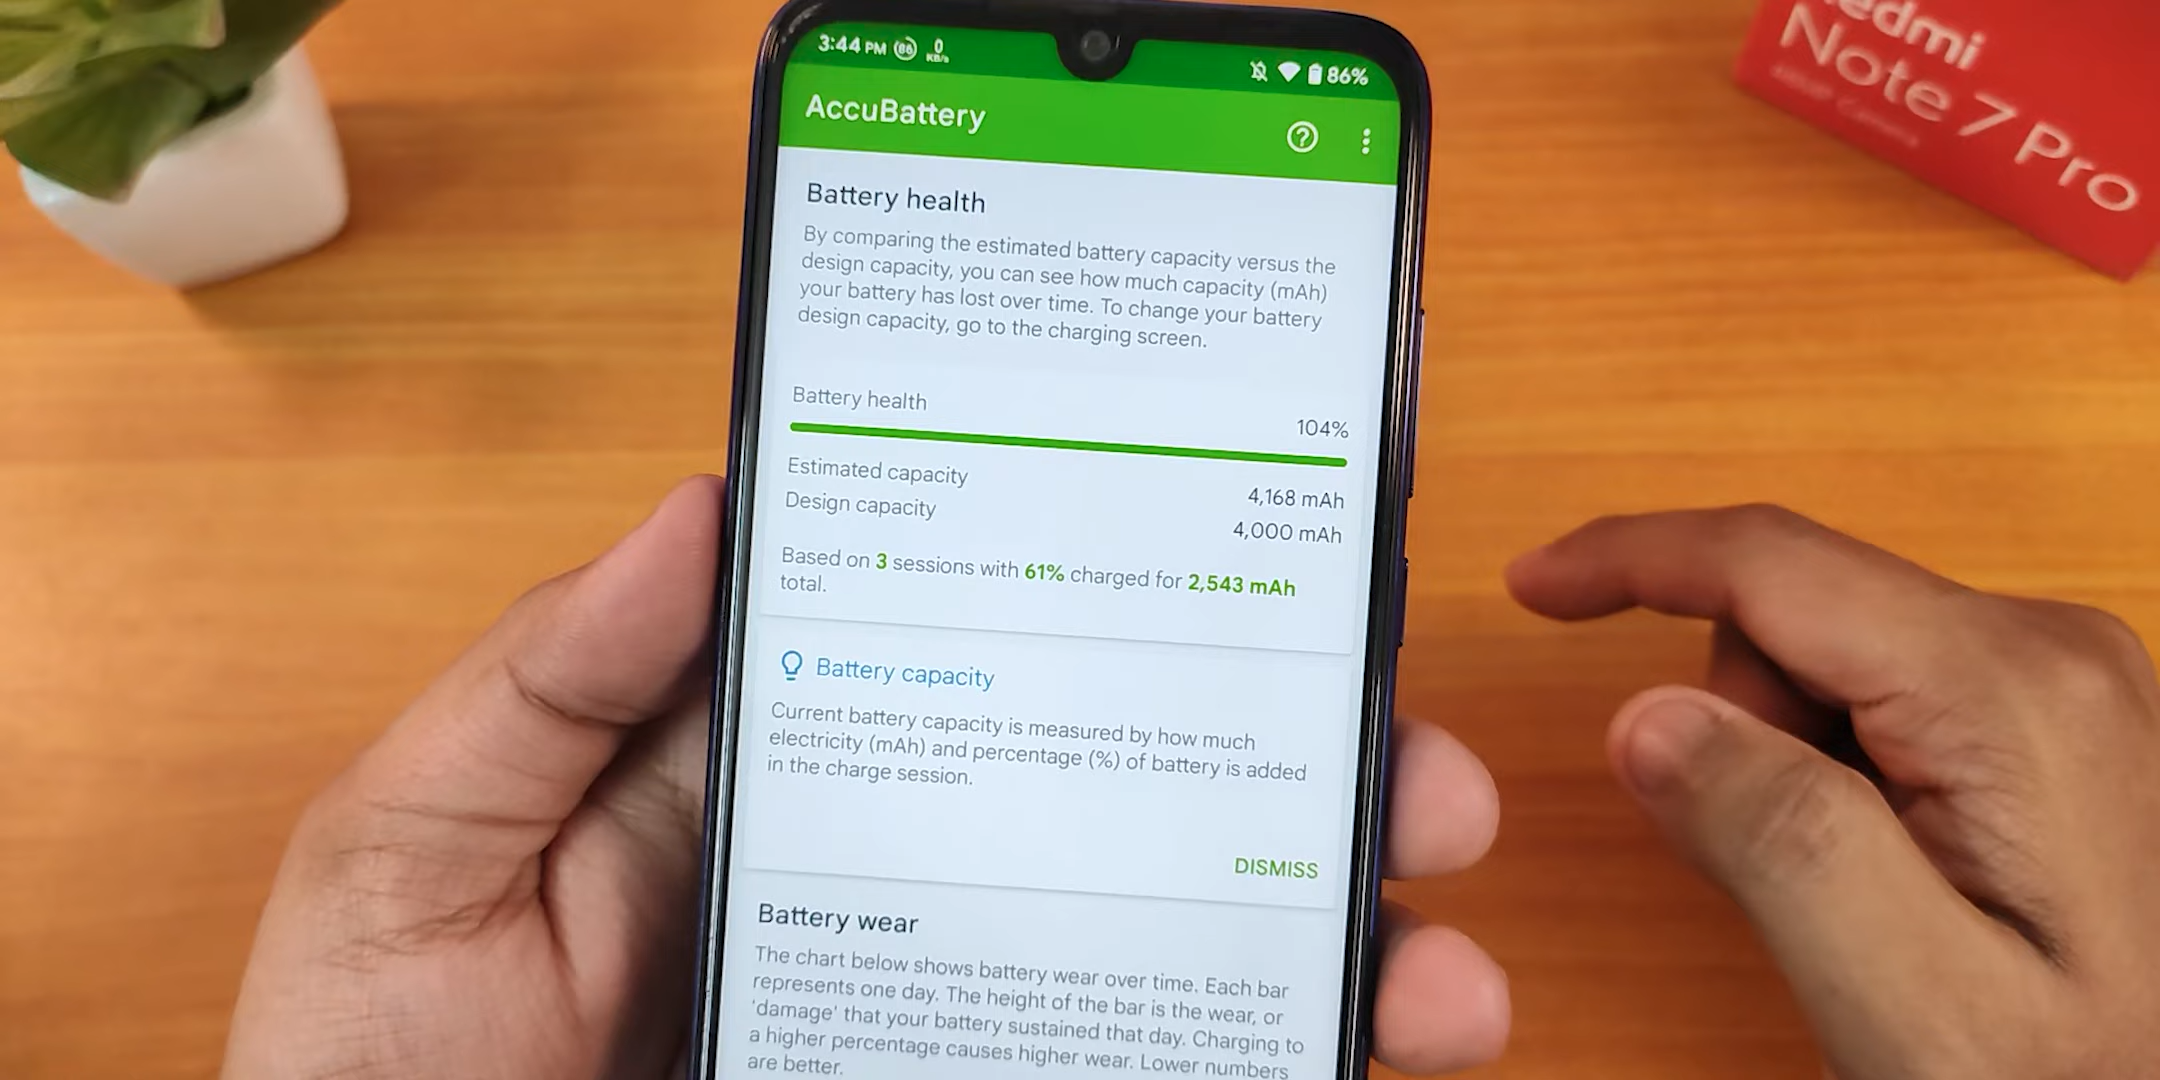 3:44 PM 86 0 KB/s 86%
AccuBattery
Note 7 Pro
Battery health
By comparing the estimated battery capacity versus the
design capacity, you can see how much capacity (mAh)
your battery has lost over time. To change your battery
design capacity, go to the charging screen.
Battery health 104%
Estimated capacity 4,168 mAh
Design capacity 4,000 mAh
Based on 3 sessions with 61% charged for 2,543 mAh
total.
Battery capacity
Current battery capacity is measured by how much
electricity (mAh) and percentage (%) of battery is added
in the charge session.
DISMISS
Battery wear
The chart below shows battery wear over time. Each bar
represents one day. The height of the bar is the wear, or
'damage' that your battery sustained that day. Charging to
a higher percentage causes higher wear. Lower numbers
are better.